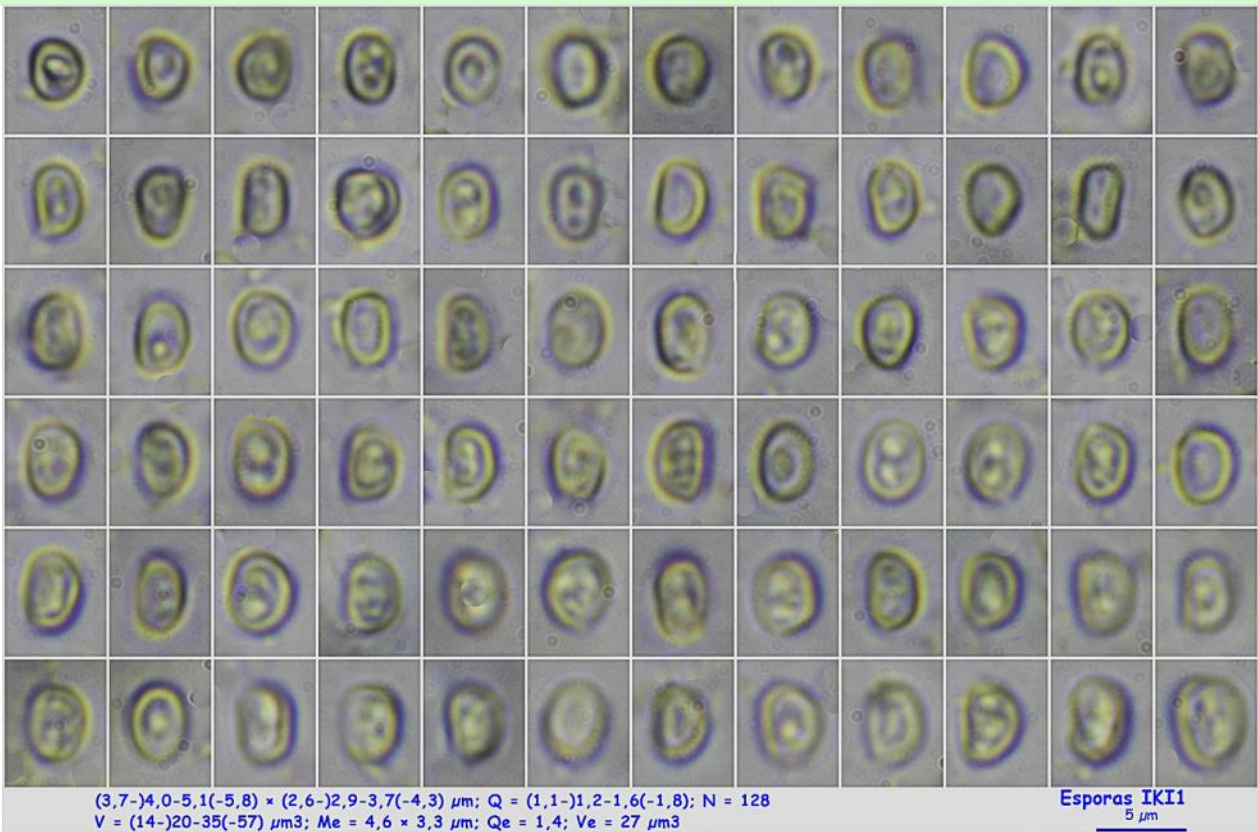 (3,7-)4,0-5,1(-5,8) × (2,6-)2,9-3,7(-4,3) µm; Q = (1,1-)1,2-1,6(-1,8); N = 128
V = (14-)20-35(-57) µm3; Me = 4,6 × 3,3 µm; Qe = 1,4; Ve = 27 µm3
Esporas IKI1
5 µm